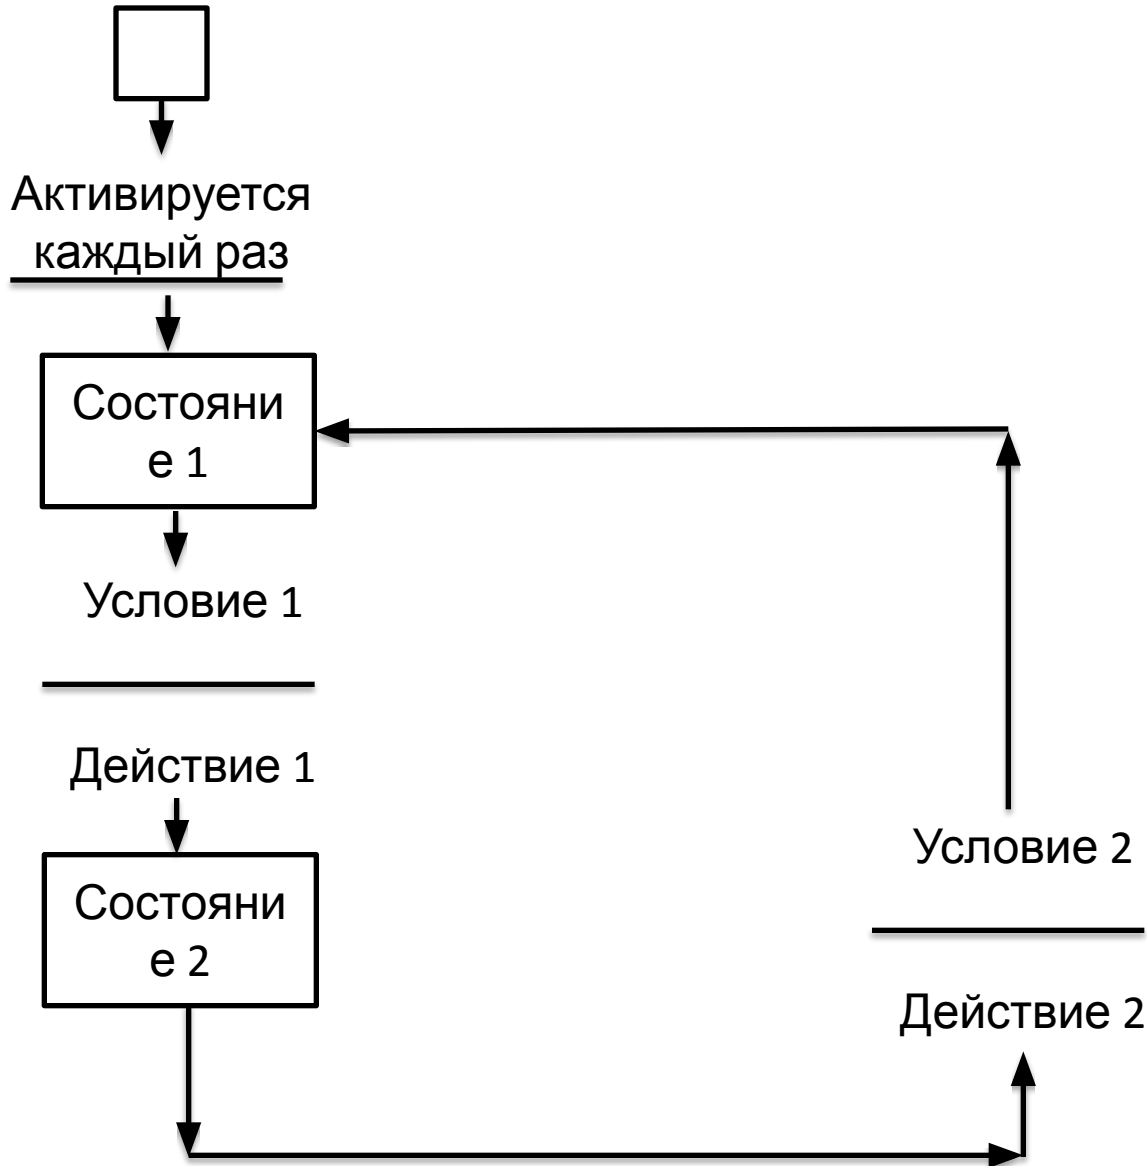 Активируется
каждый раз
Состояни
е 1
Условие 1
Действие 1
Состояни
е 2
Условие 2
Действие 2